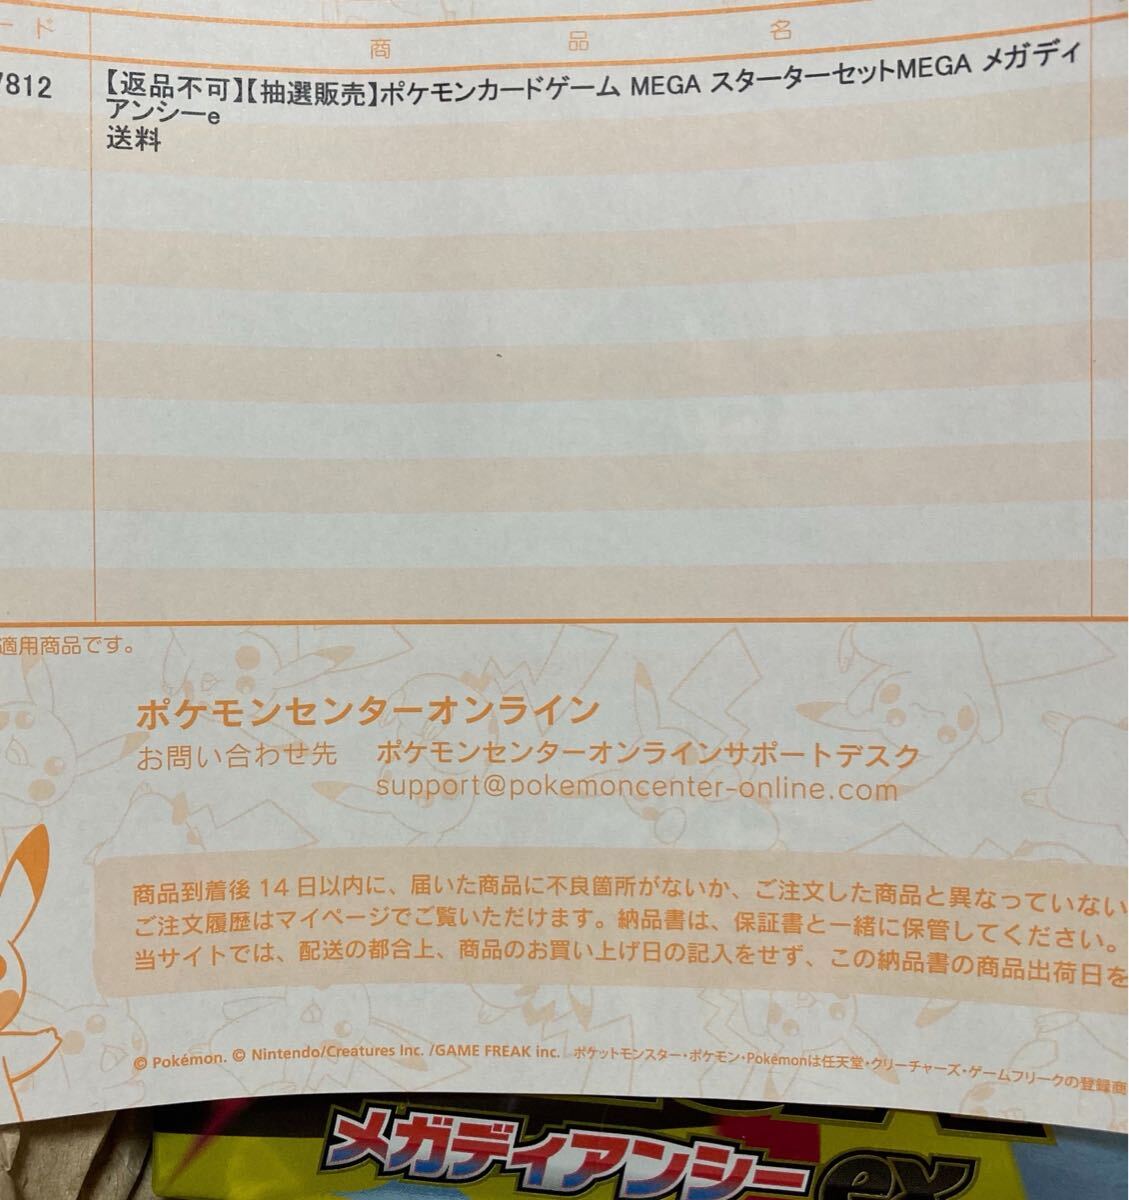 ード
商品名
7812
【返品不可】【抽選販売】ポケモンカードゲーム MEGA スターターセットMEGA メガディ
アンシーe
送料
適用商品です。
ポケモンセンターオンライン
お問い合わせ先 ポケモンセンターオンラインサポートデスク
support@pokemoncenter-online.com
商品到着後 14 日以内に、届いた商品に不良箇所がないか、ご注文した商品と異なっていない
ご注文履歴はマイページでご覧いただけます。納品書は、保証書と一緒に保管してください。
当サイトでは、配送の都合上、商品のお買い上げ日の記入をせず、この納品書の商品出荷日を
© Pokémon. © Nintendo/Creatures Inc. /GAME FREAK inc. ポケットモンスター・ポケモン・Pokémonは任天堂・クリーチャーズ・ゲームフリークの登録商
メガディアンシーex